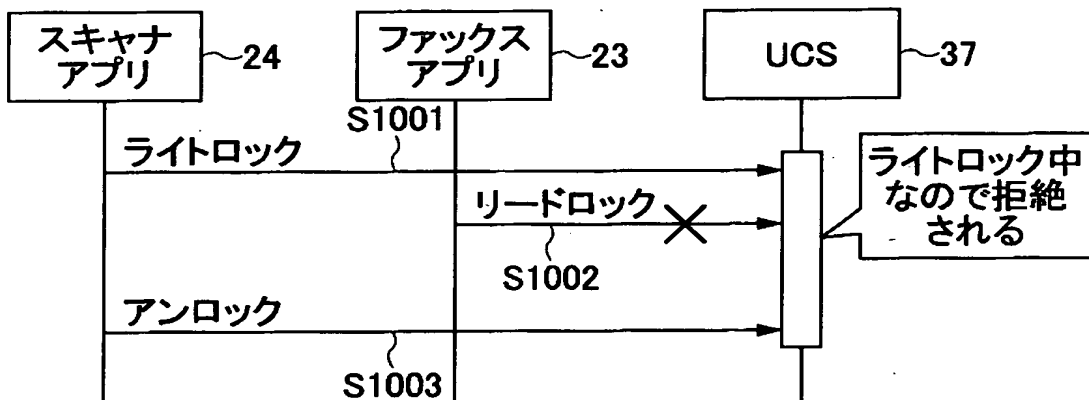 スキャナ
アプリ
24
ファックス
アプリ
23
UCS
37
S1001
ライトロック
リードロック
S1002
ライトロック中
なので拒絶
される
アンロック
S1003